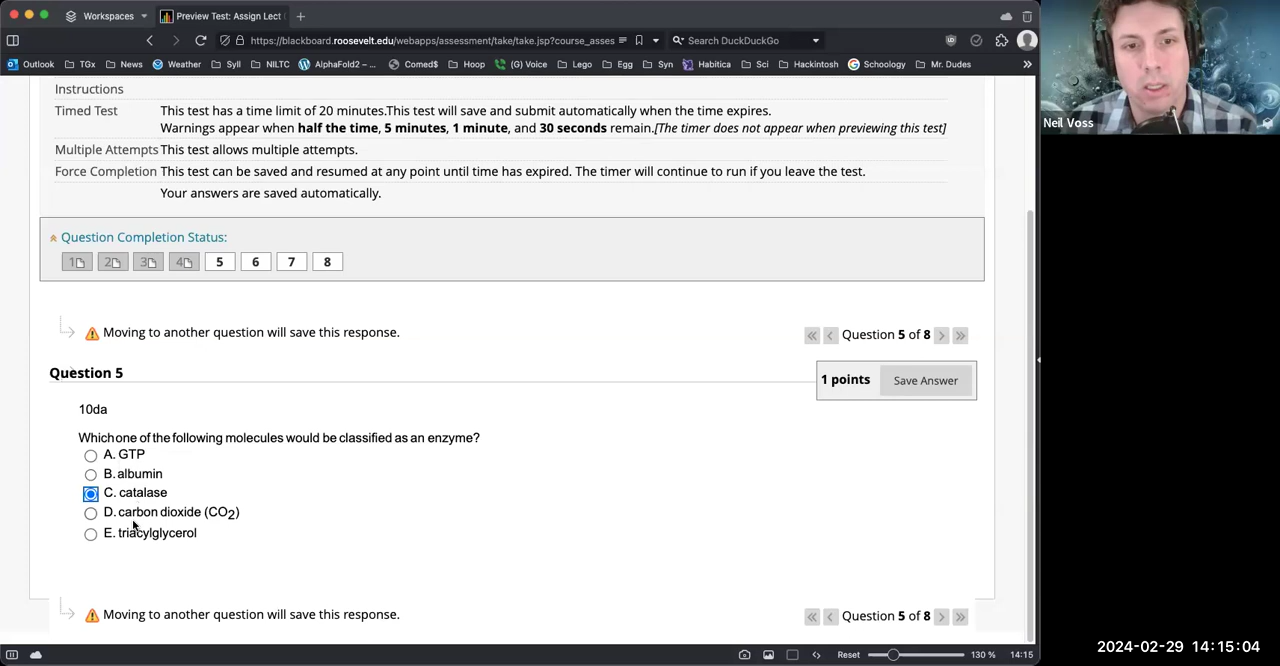 Workspaces
Preview Test: Assign Lect
https://blackboard.roosevelt.edu/webapps/assessment/take/take.jsp?course_asses
Search DuckDuckGo
Outlook TGx News Weather Syll NILTC AlphaFold2 – ... Comed$ Hoop (G) Voice Lego Egg Syn Habitica Sci Hackintosh Schoology Mr. Dudes
Neil Voss
Instructions
Timed Test This test has a time limit of 20 minutes.This test will save and submit automatically when the time expires.
Warnings appear when half the time, 5 minutes, 1 minute, and 30 seconds remain.[The timer does not appear when previewing this test]
Multiple Attempts This test allows multiple attempts.
Force Completion This test can be saved and resumed at any point until time has expired. The timer will continue to run if you leave the test.
Your answers are saved automatically.
Question Completion Status:
1 2 3 4 5 6 7 8
Moving to another question will save this response.
Question 5 of 8
Question 5
1 points Save Answer
10da
Which one of the following molecules would be classified as an enzyme?
A. GTP
B. albumin
C. catalase
D. carbon dioxide (CO2)
E. triacylglycerol
Moving to another question will save this response.
Question 5 of 8
Reset 130 % 14:15
2024-02-29 14:15:04